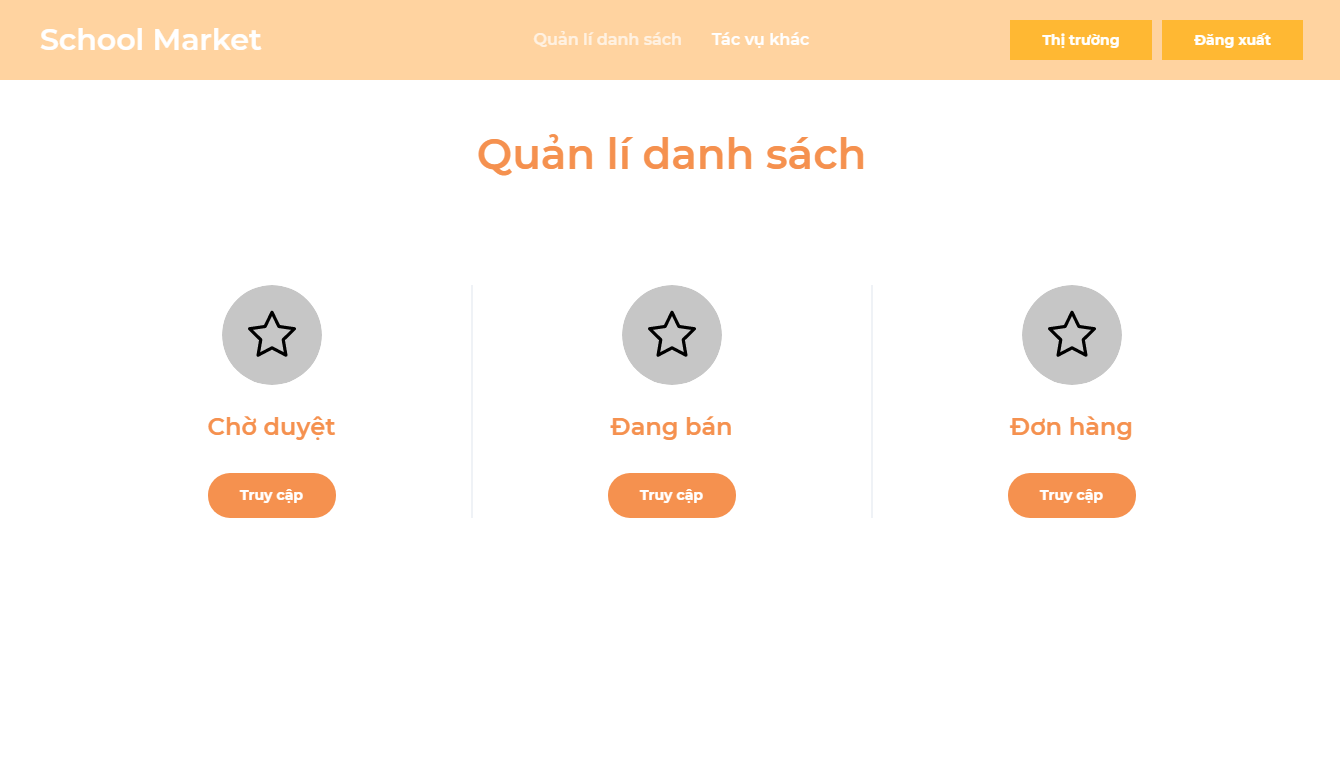 School Market
Quản lí danh sách
Tác vụ khác
Thị trường
Đăng xuất
Quản lí danh sách
Chờ duyệt
Đang bán
Đơn hàng
Truy cập
Truy cập
Truy cập